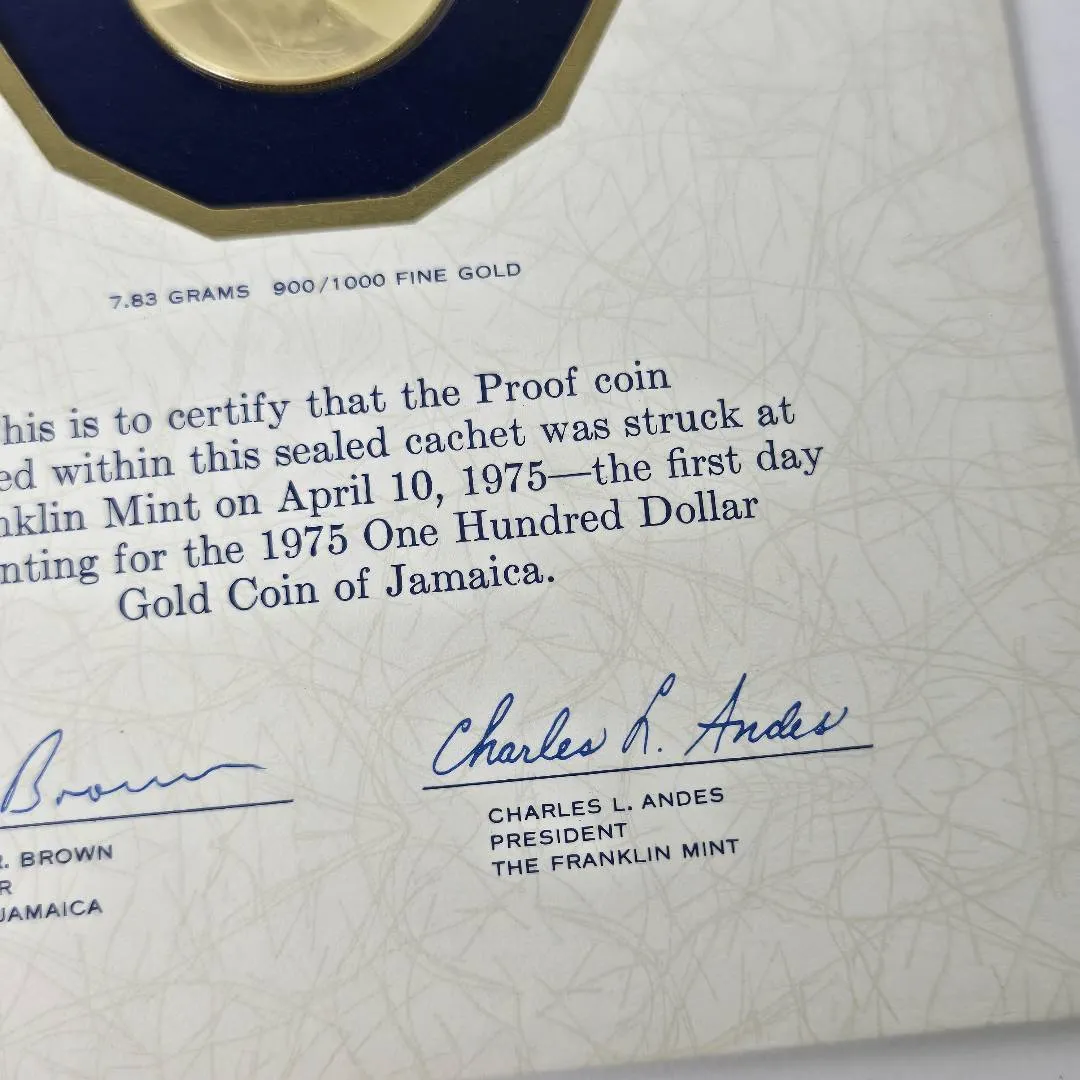 7.83 GRAMS 900/1000 FINE GOLD
his is to certify that the Proof coin
ed within this sealed cachet was struck at
nklin Mint on April 10, 1975—the first day
nting for the 1975 One Hundred Dollar
Gold Coin of Jamaica.
Brown
Charles L. Andes
R. BROWN
R
JAMAICA
CHARLES L. ANDES
PRESIDENT
THE FRANKLIN MINT